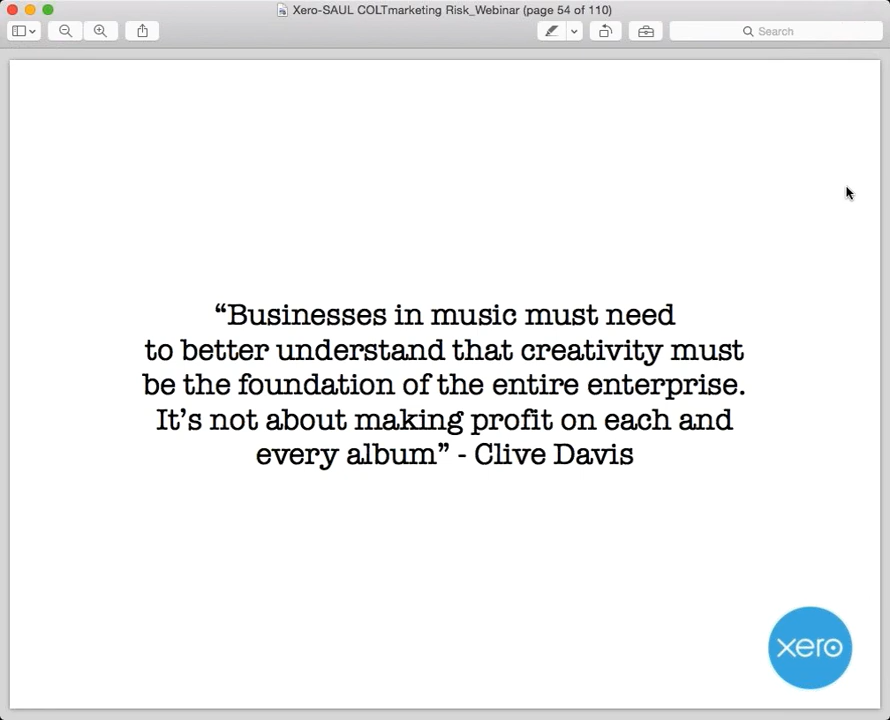 Xero-SAUL COLTmarketing Risk_Webinar (page 54 of 110)
Search
“Businesses in music must need
to better understand that creativity must
be the foundation of the entire enterprise.
It’s not about making profit on each and
every album” - Clive Davis
xero